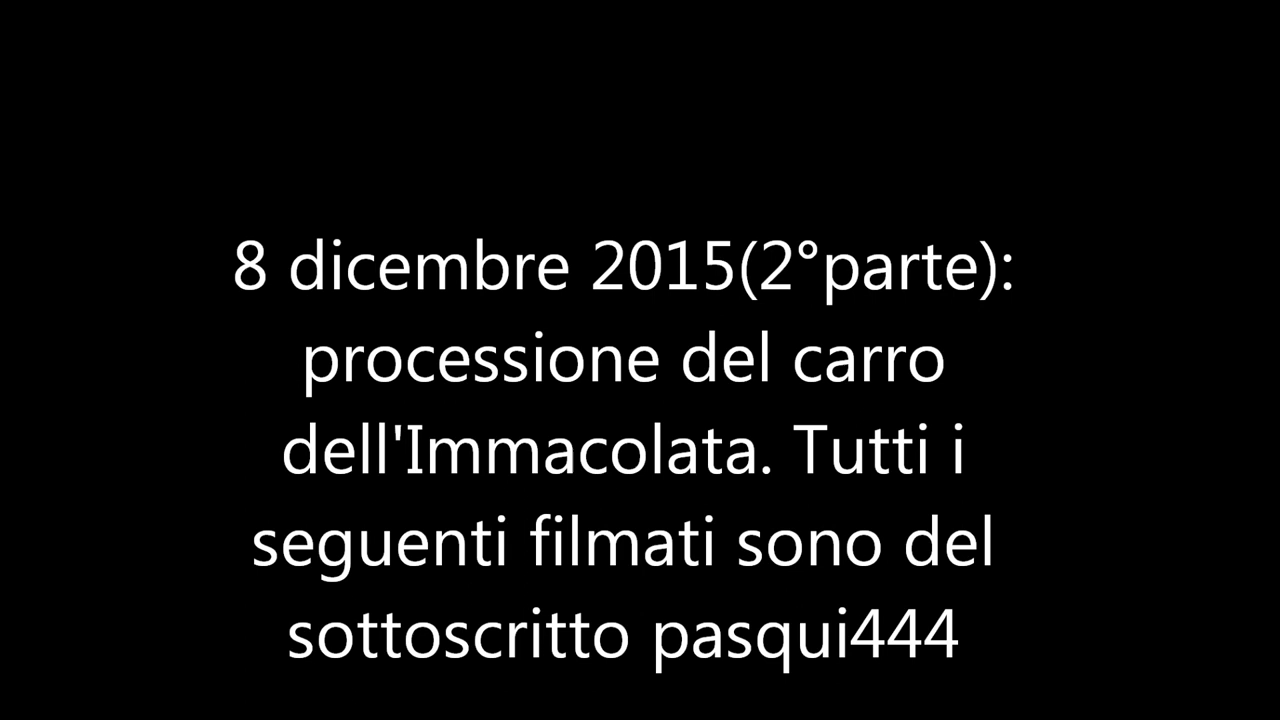 8 dicembre 2015(2°parte):
processione del carro
dell'Immacolata. Tutti i
seguenti filmati sono del
sottoscritto pasqui444